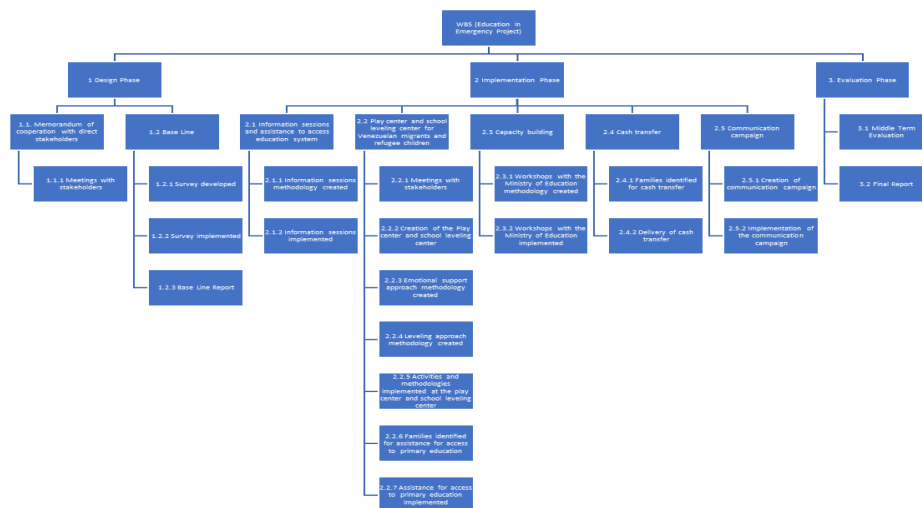 WBS (Education in
Emergency Project)
1 Design Phase
2 Implementation Phase
3. Evaluation Phase
1.1. Memorandum of
cooperation with direct
stakeholders
1.2 Base Line
2.1 Information sessions
and assistance to access
education system
2.2 Play center and school
leveling center for
Venezuelan migrants and
refugee children
2.3 Capacity building
2.4 Cash transfer
2.5 Communication
campaign
3.1 Middle Term
Evaluation
1.1.1 Meetings with
stakeholders
1.2.1 Survey developed
2.1.1 Information sessions
methodology created
2.2.1 Meetings with
stakeholders
2.3.1 Workshops with the
Ministry of Education
methodology created
2.4.1 Families identified
for cash transfer
2.5.1 Creation of
communication campaign
3.2 Final Report
1.2.2 Survey implemented
2.1.2 Information sessions
implemented
2.2.2 Creation of the Play
center and school leveling
center
2.3.2 Workshops with the
Ministry of Education
implemented
2.4.2 Delivery of cash
transfer
2.5.2 Implementation of
the communication
campaign
1.2.3 Base Line Report
2.2.3 Emotional support
approach methodology
created
2.2.4 Leveling approach
methodology created
2.2.5 Activities and
methodologies
implemented at the play
center and school leveling
center
2.2.6 Families identified
for assistance for access
to primary education
2.2.7 Assistance for access
to primary education
implemented